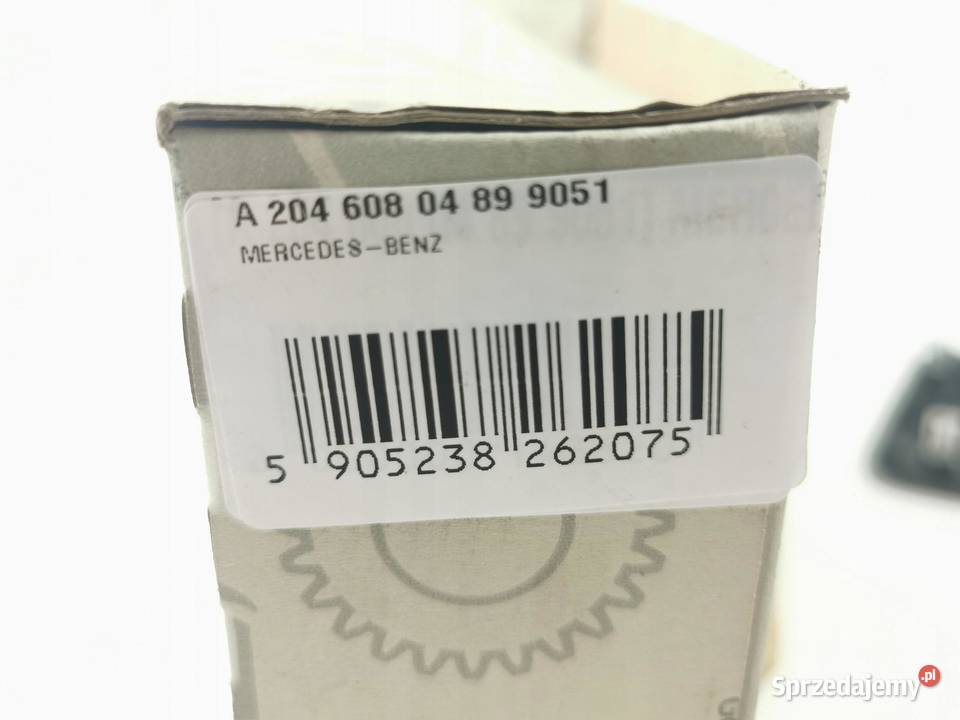 A 204 608 04 89 9051
MERCEDES-BENZ
5 905238 262075
Sprzedajemy.pl